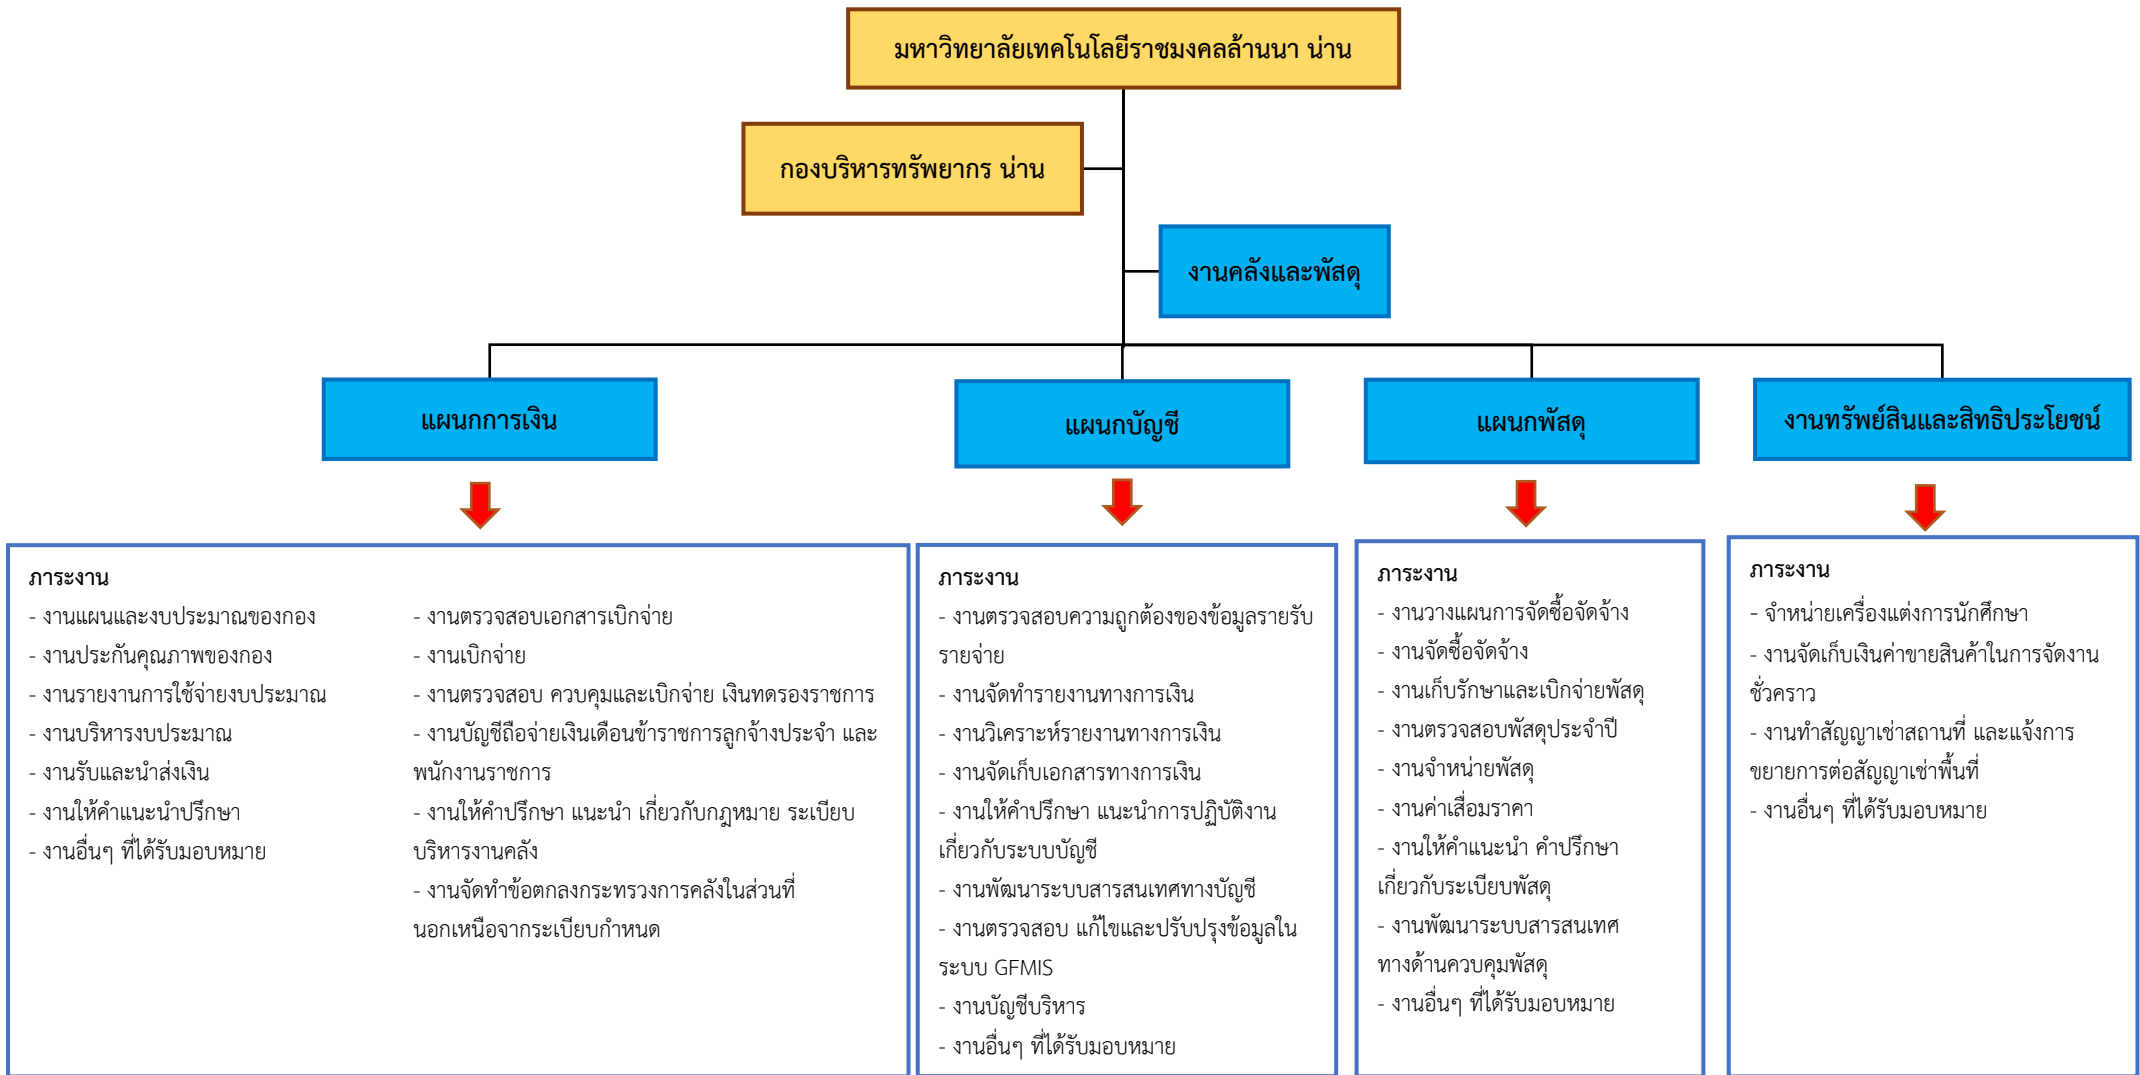 มหาวิทยาลัยเทคโนโลยีราชมงคลล้านนา น่าน
กองบริหารทรัพยากร น่าน
งานคลังและพัสดุ
แผนกการเงิน
แผนกบัญชี
แผนกพัสดุ
งานทรัพย์สินและสิทธิประโยชน์
ภาระงาน
- งานแผนและงบประมาณของกอง
- งานประกันคุณภาพของกอง
- งานรายงานการใช้จ่ายงบประมาณ
- งานบริหารงบประมาณ
- งานรับและนำส่งเงิน
- งานให้คำแนะนำปรึกษา
- งานอื่นๆ ที่ได้รับมอบหมาย
- งานตรวจสอบเอกสารเบิกจ่าย
- งานเบิกจ่าย
- งานตรวจสอบ ควบคุมและเบิกจ่าย เงินทดรองราชการ
- งานบัญชีถือจ่ายเงินเดือนข้าราชการลูกจ้างประจำ และ
พนักงานราชการ
- งานให้คำปรึกษา แนะนำ เกี่ยวกับกฎหมาย ระเบียบ
บริหารงานคลัง
- งานจัดทำข้อตกลงกระทรวงการคลังในส่วนที่
นอกเหนือจากระเบียบกำหนด
ภาระงาน
- งานตรวจสอบความถูกต้องของข้อมูลรายรับ
รายจ่าย
- งานจัดทำรายงานทางการเงิน
- งานวิเคราะห์รายงานทางการเงิน
- งานจัดเก็บเอกสารทางการเงิน
- งานให้คำปรึกษา แนะนำการปฏิบัติงาน
เกี่ยวกับระบบบัญชี
- งานพัฒนาระบบสารสนเทศทางบัญชี
- งานตรวจสอบ แก้ไขและปรับปรุงข้อมูลใน
ระบบ GFMIS
- งานบัญชีบริหาร
- งานอื่นๆ ที่ได้รับมอบหมาย
ภาระงาน
- งานวางแผนการจัดซื้อจัดจ้าง
- งานจัดซื้อจัดจ้าง
- งานเก็บรักษาและเบิกจ่ายพัสดุ
- งานตรวจสอบพัสดุประจำปี
- งานจำหน่ายพัสดุ
- งานค่าเสื่อมราคา
- งานให้คำแนะนำ คำปรึกษา
เกี่ยวกับระเบียบพัสดุ
- งานพัฒนาระบบสารสนเทศ
ทางด้านควบคุมพัสดุ
- งานอื่นๆ ที่ได้รับมอบหมาย
ภาระงาน
- จำหน่ายเครื่องแต่งการนักศึกษา
- งานจัดเก็บเงินค่าขายสินค้าในการจัดงาน
ชั่วคราว
- งานทำสัญญาเช่าสถานที่ และแจ้งการ
ขยายการต่อสัญญาเช่าพื้นที่
- งานอื่นๆ ที่ได้รับมอบหมาย